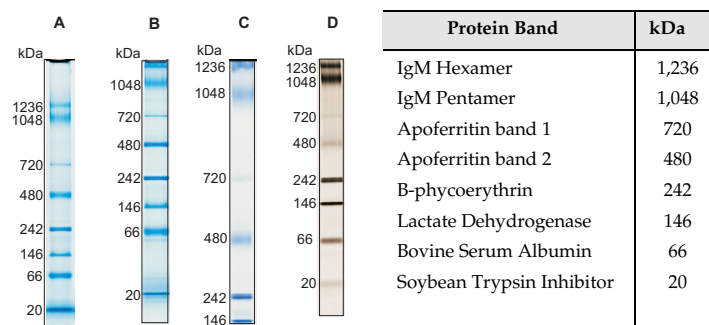 A
B
C
D
kDa
1236
1048
720
480
242
146
66
20
kDa
1048
720
480
242
146
66
20
kDa
1236
1048
720
480
242
146
kDa
1236
1048
720
480
242
146
66
20
Protein Band kDa
IgM Hexamer 1,236
IgM Pentamer 1,048
Apoferritin band 1 720
Apoferritin band 2 480
B-phycoerythrin 242
Lactate Dehydrogenase 146
Bovine Serum Albumin 66
Soybean Trypsin Inhibitor 20